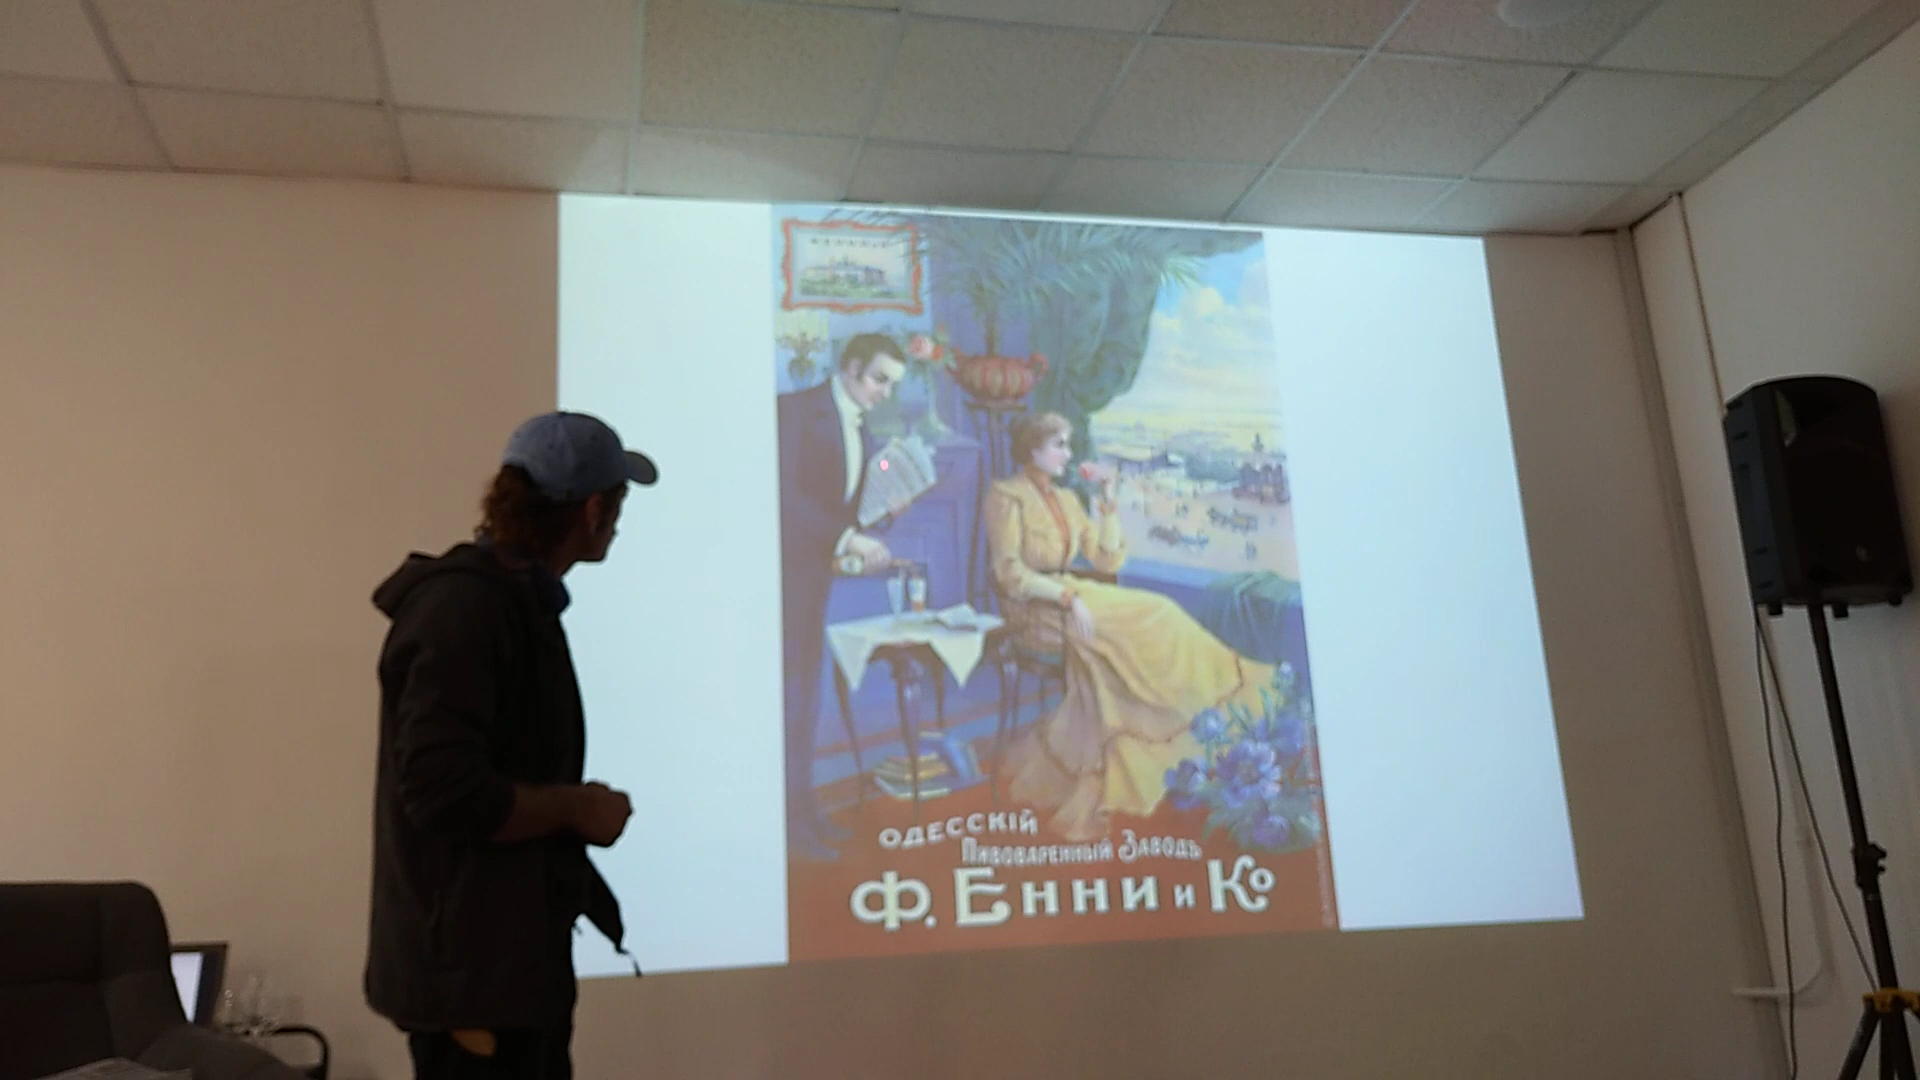 ОДЕССКІЙ
ПИВОВАРЕННЫЙ ЗАВОДЪ
Ф. ЕННИ и Ко